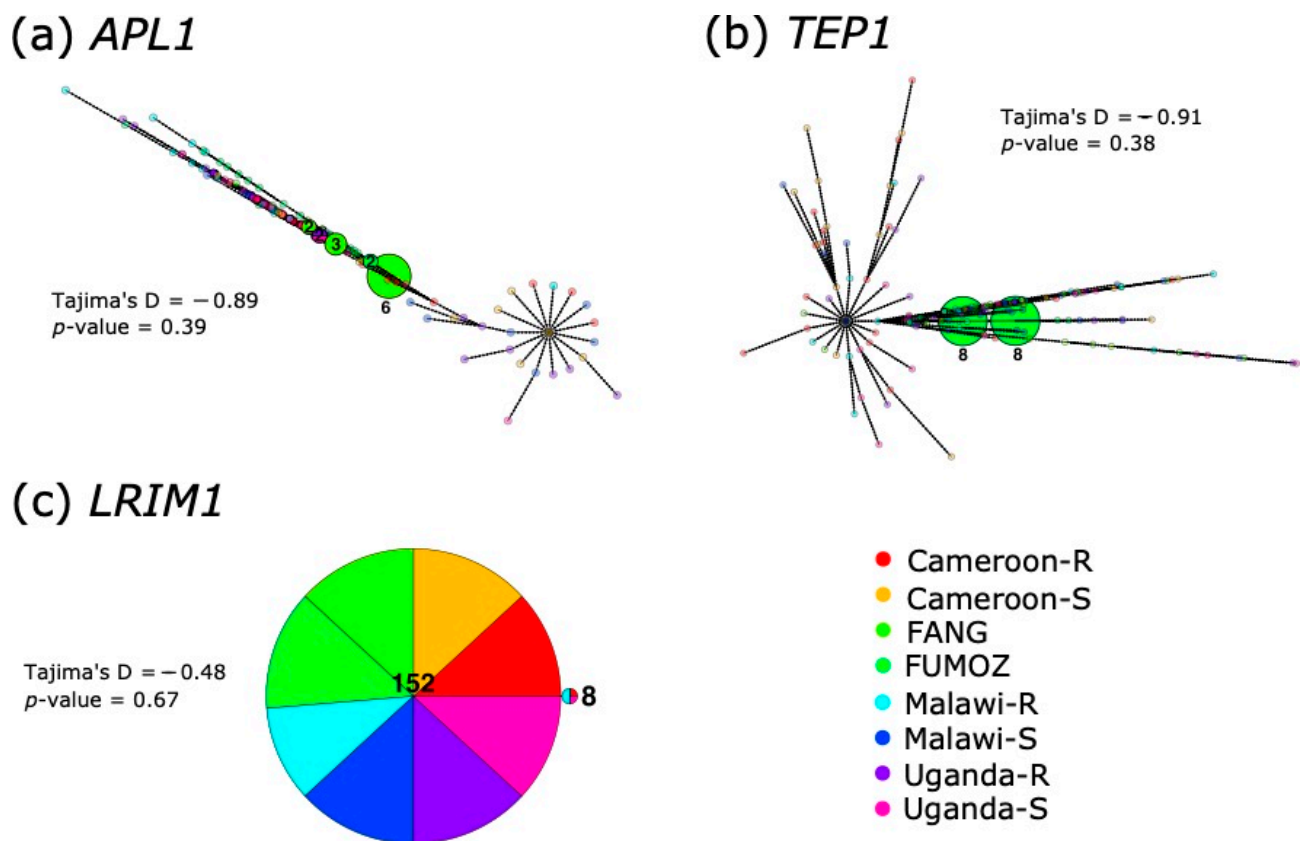 (a) APL1
(b) TEP1
Tajima's D = −0.91
p-value = 0.38
2
3
2
6
Tajima's D = −0.89
p-value = 0.39
8
8
(c) LRIM1
Tajima's D = −0.48
p-value = 0.67
152
8
Cameroon-R
Cameroon-S
FANG
FUMOZ
Malawi-R
Malawi-S
Uganda-R
Uganda-S